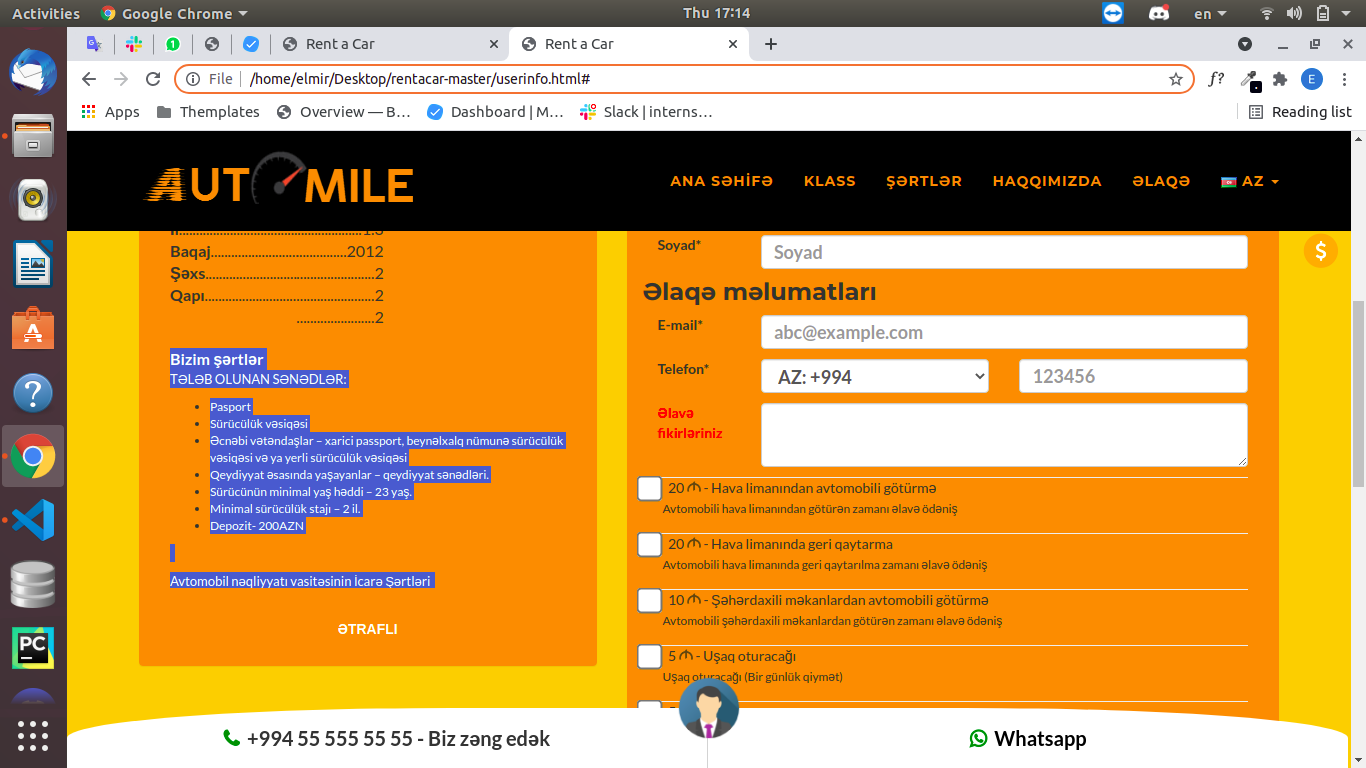 Activities Google Chrome Thu 17:14 en
Rent a Car Rent a Car
File /home/elmir/Desktop/rentacar-master/userinfo.html# f? E
Apps Themplates Overview — B… Dashboard | M… Slack | interns… Reading list
AUTOMILE ANA SƏHİFƏ KLASS ŞƏRTLƏR HAQQIMIZDA ƏLAQƏ AZ
Baqaj........................................2012
Şəxs....................................................2
Qapı..................................................2
.......................2
Bizim şərtlər
TƏLƏB OLUNAN SƏNƏDLƏR:
Pasport
Sürücülük vəsiqəsi
Əcnəbi vətəndaşlar – xarici passport, beynəlxalq nümunə sürücülük
vəsiqəsi və ya yerli sürücülük vəsiqəsi
Qeydiyyat əsasında yaşayanlar – qeydiyyat sənədləri.
Sürücünün minimal yaş həddi – 23 yaş.
Minimal sürücülük stajı – 2 il.
Depozit- 200AZN
Avtomobil nəqliyyatı vasitəsinin İcarə Şərtləri
ƏTRAFLI
Soyad* Soyad
$
Əlaqə məlumatları
E-mail* abc@example.com
Telefon* AZ: +994 123456
Əlavə
fikirləriniz
20 ₼ - Hava limanından avtomobili götürmə
Avtomobili hava limanından götürən zamanı əlavə ödəniş
20 ₼ - Hava limanında geri qaytarma
Avtomobili hava limanında geri qaytarılma zamanı əlavə ödəniş
10 ₼ - Şəhərdaxili məkanlardan avtomobili götürmə
Avtomobili şəhərdaxili məkanlardan götürən zamanı əlavə ödəniş
5 ₼ - Uşaq oturacağı
Uşaq oturacağı (Bir günlük qiymət)
+994 55 555 55 55 - Biz zəng edək Whatsapp